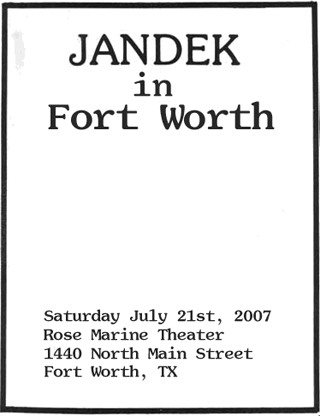 JANDEK
in
Fort Worth
Saturday July 21st, 2007
Rose Marine Theater
1440 North Main Street
Fort Worth, TX